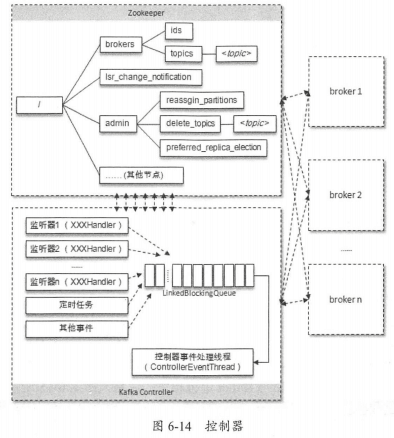 Zookeeper
ids
brokers
topics
<topic>
lsr_change_notification
/
reassgin_partitions
admin
delete_topics
<topic>
preferred_replica_election
……(其他节点)
broker 1
broker 2
……
broker n
监听器1（XXXHandler）
监听器2（XXXHandler）
……
监听器n（XXXHandler）
定时任务
其他事件
……
LinkedBlockingQueue
控制器事件处理线程
（ControllerEventThread）
Kafka Controller
图 6-14 控制器